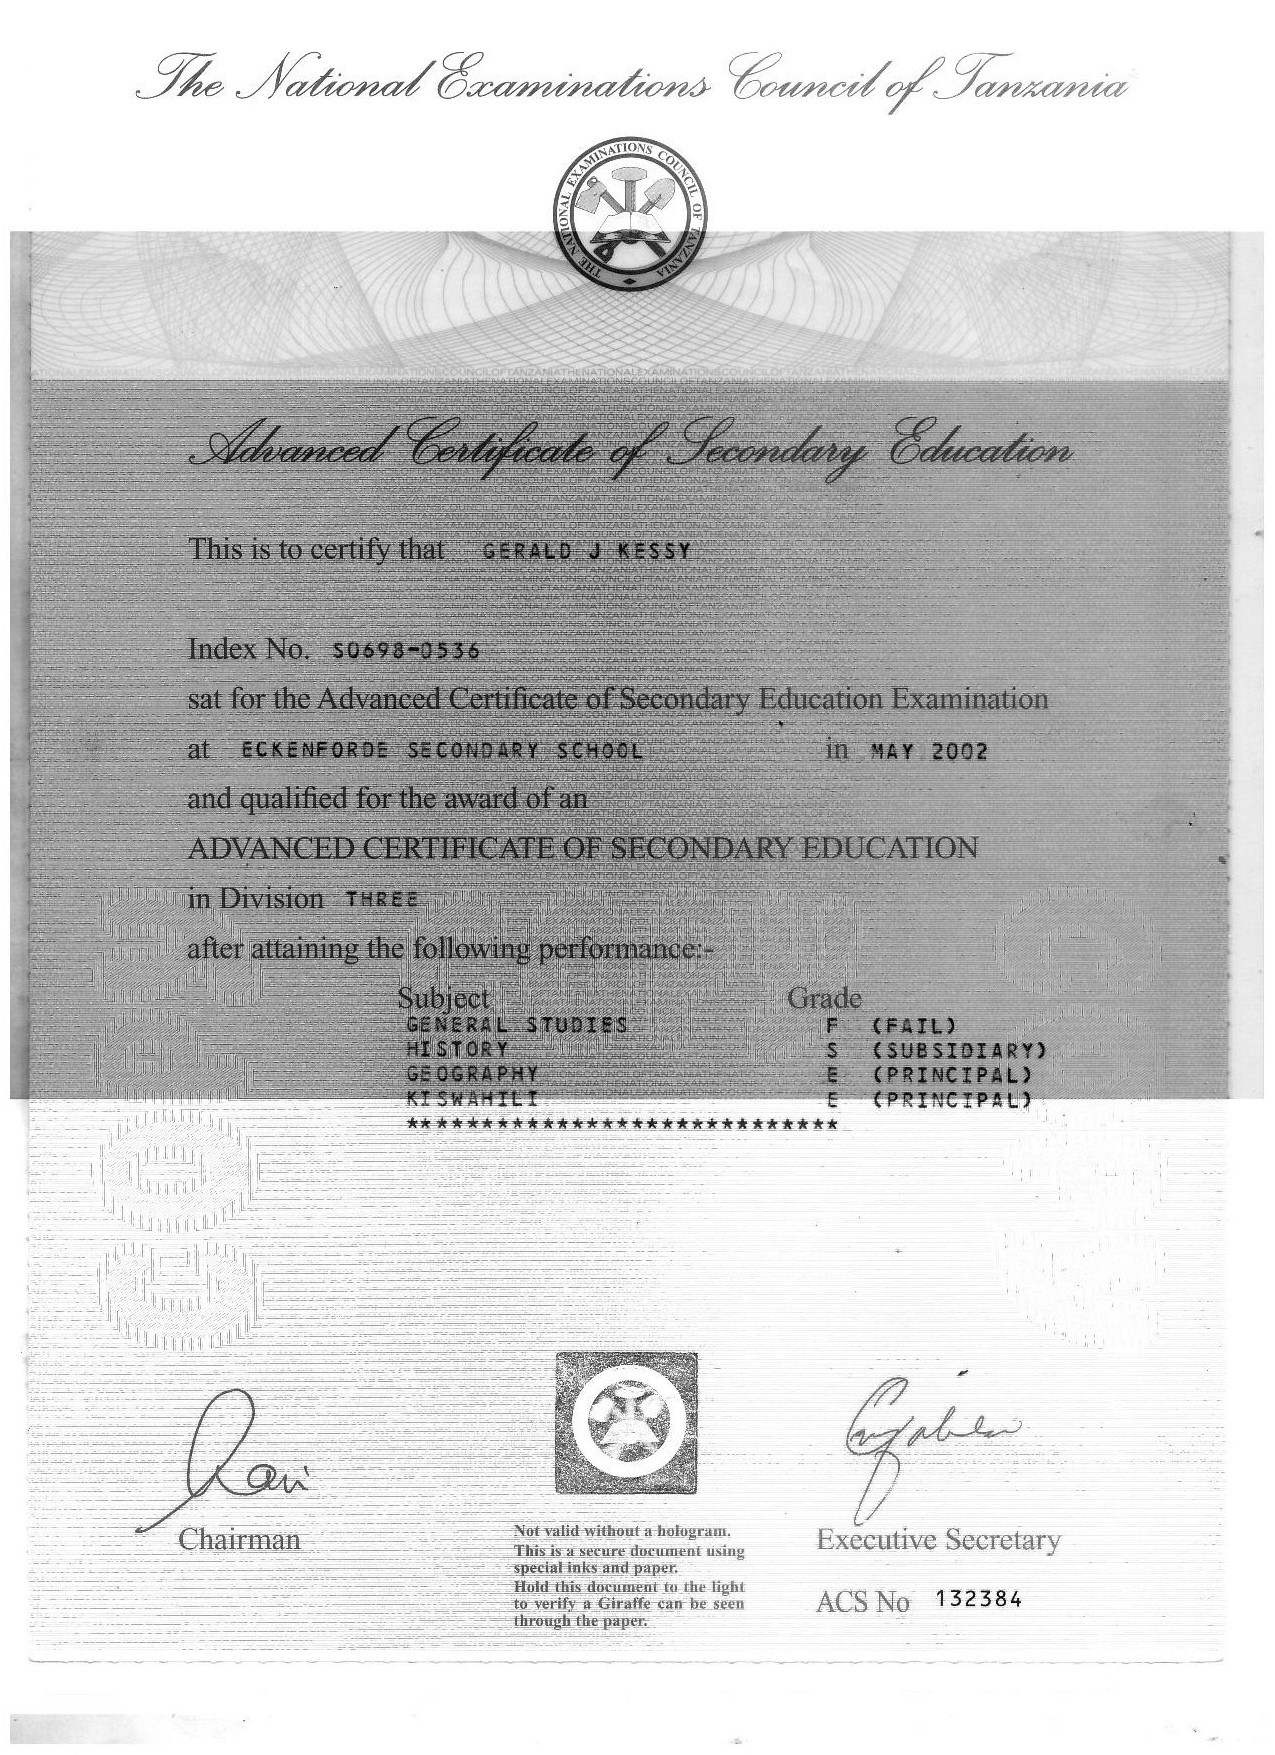 The National Examinations Council of Tanzania
THE NATIONAL EXAMINATIONS COUNCIL OF TANZANIA
Advanced Certificate of Secondary Education
This is to certify that GERALD J KESSY
Index No. S0698-0536
sat for the Advanced Certificate of Secondary Education Examination
at ECKENFORDE SECONDARY SCHOOL in MAY 2002
and qualified for the award of an
ADVANCED CERTIFICATE OF SECONDARY EDUCATION
in Division THREE
after attaining the following performance:-
Subject Grade
GENERAL STUDIES F (FAIL)
HISTORY S (SUBSIDIARY)
GEOGRAPHY E (PRINCIPAL)
KISWAHILI E (PRINCIPAL)
*****************************
Chairman
Not valid without a hologram.
This is a secure document using
special inks and paper.
Hold this document to the light
to verify a Giraffe can be seen
through the paper.
Executive Secretary
ACS No 132384